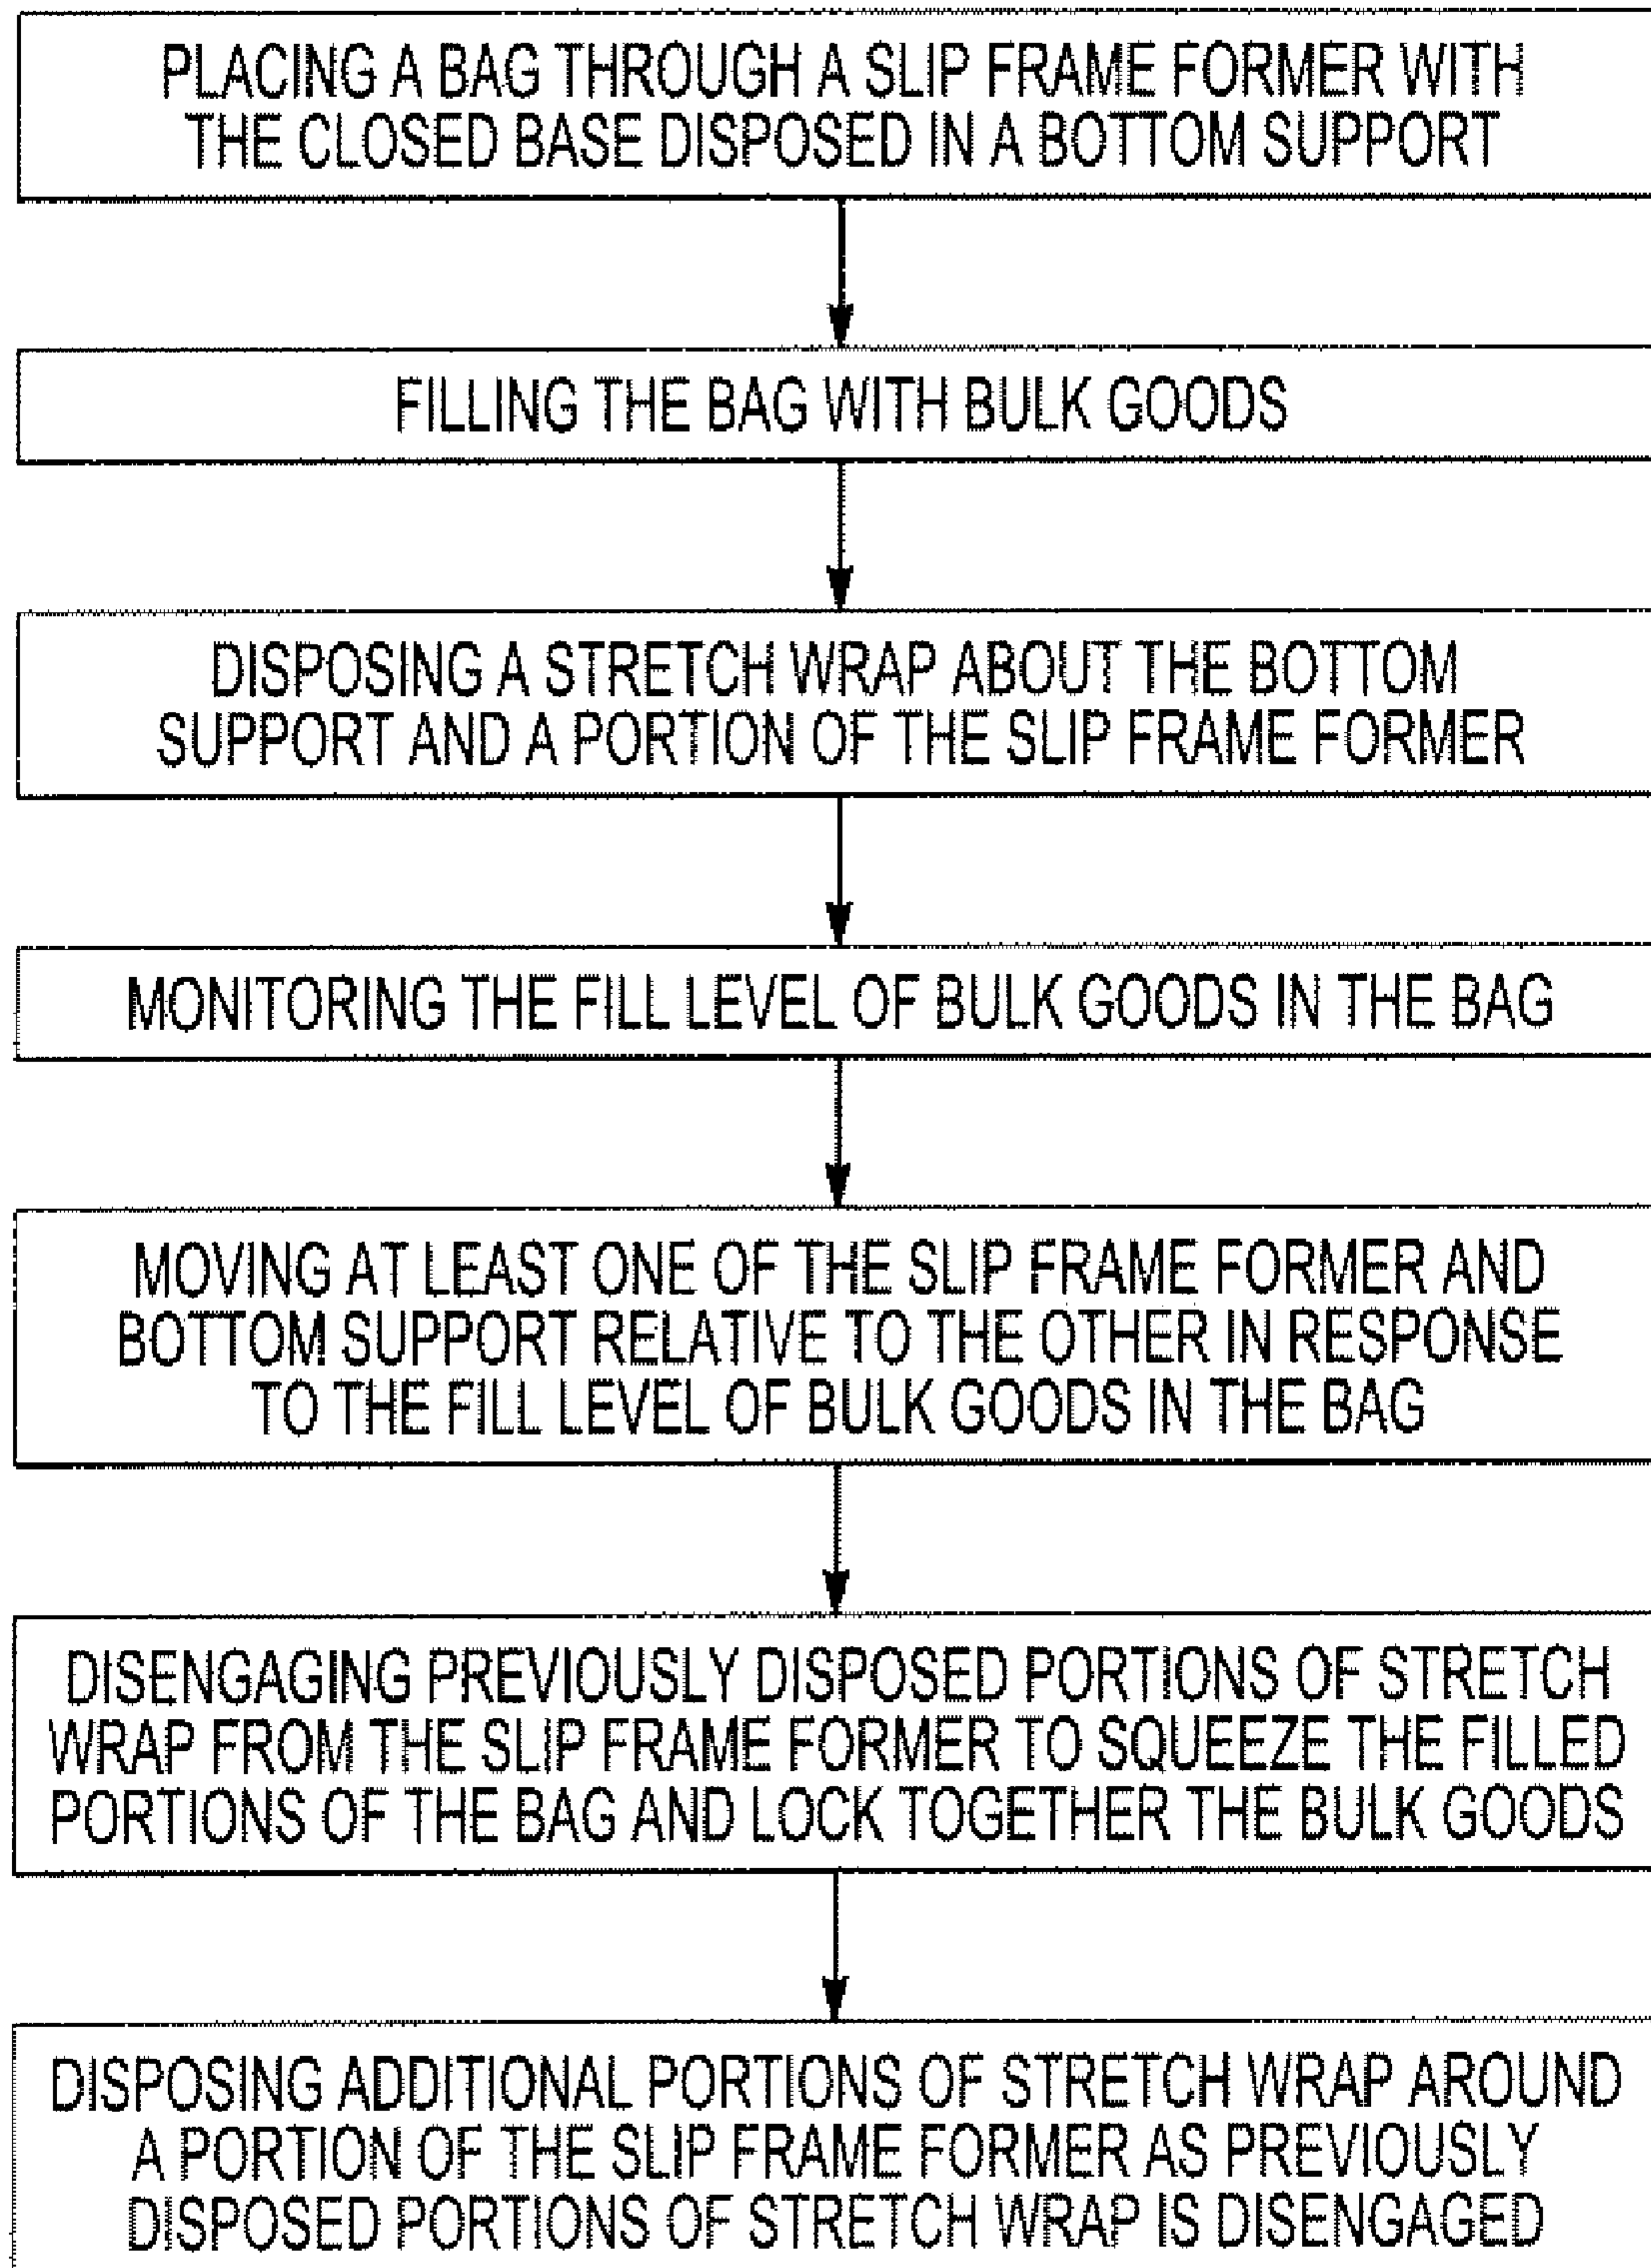 PLACING A BAG THROUGH A SLIP FRAME FORMER WITH
THE CLOSED BASE DISPOSED IN A BOTTOM SUPPORT
FILLING THE BAG WITH BULK GOODS
DISPOSING A STRETCH WRAP ABOUT THE BOTTOM
SUPPORT AND A PORTION OF THE SLIP FRAME FORMER
MONITORING THE FILL LEVEL OF BULK GOODS IN THE BAG
MOVING AT LEAST ONE OF THE SLIP FRAME FORMER AND
BOTTOM SUPPORT RELATIVE TO THE OTHER IN RESPONSE
TO THE FILL LEVEL OF BULK GOODS IN THE BAG
DISENGAGING PREVIOUSLY DISPOSED PORTIONS OF STRETCH
WRAP FROM THE SLIP FRAME FORMER TO SQUEEZE THE FILLED
PORTIONS OF THE BAG AND LOCK TOGETHER THE BULK GOODS
DISPOSING ADDITIONAL PORTIONS OF STRETCH WRAP AROUND
A PORTION OF THE SLIP FRAME FORMER AS PREVIOUSLY
DISPOSED PORTIONS OF STRETCH WRAP IS DISENGAGED